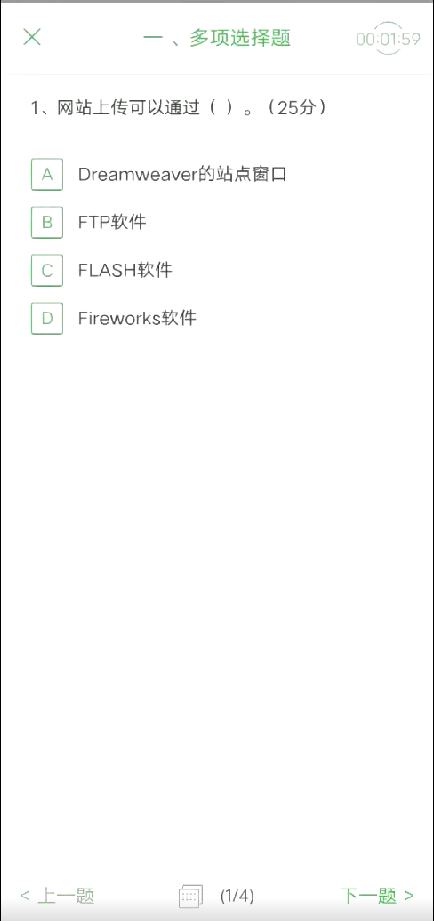 一、多项选择题
00:01:59
1、网站上传可以通过（ ）。（25分）
A Dreamweaver的站点窗口
B FTP软件
C FLASH软件
D Fireworks软件
< 上一题 (1/4) 下一题 >